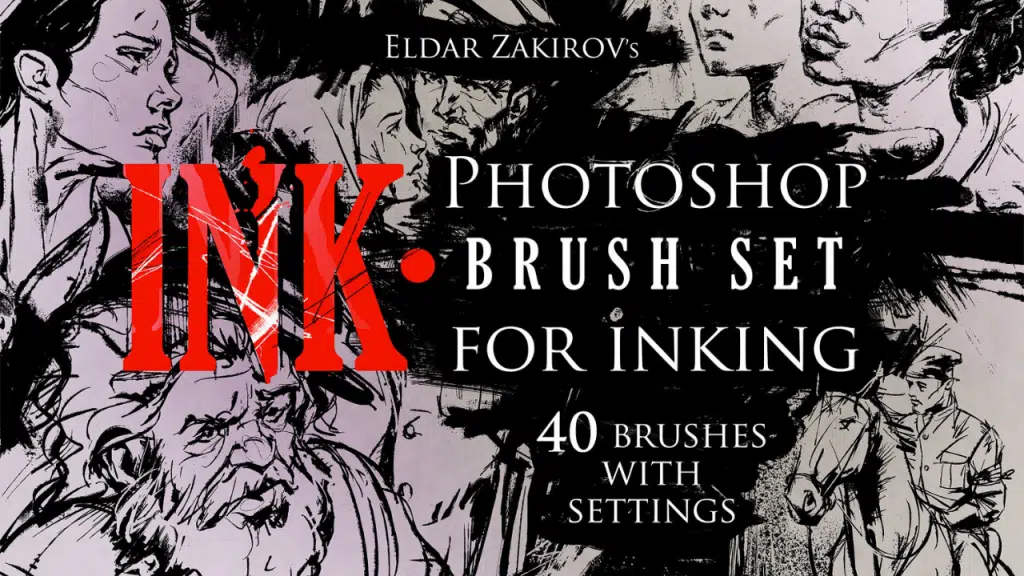 ELDAR ZAKIROV'S
INK•
PHOTOSHOP
BRUSH SET
FOR INKING
40 BRUSHES
WITH
SETTINGS